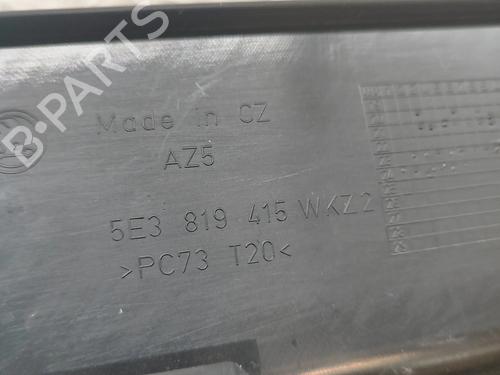 B-PARTS
Made in CZ
AZ5
5E3 819 415 WKZ2
>PC73 T20<